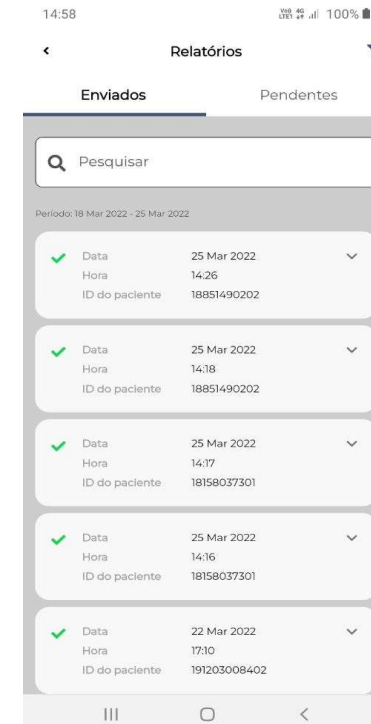 14:58 100%
Relatórios
Enviados Pendentes
Pesquisar
Período: 18 Mar 2022 - 25 Mar 2022
Data 25 Mar 2022
Hora 14:26
ID do paciente 18851490202
Data 25 Mar 2022
Hora 14:18
ID do paciente 18851490202
Data 25 Mar 2022
Hora 14:17
ID do paciente 18158037301
Data 25 Mar 2022
Hora 14:16
ID do paciente 18158037301
Data 22 Mar 2022
Hora 17:10
ID do paciente 191203008402